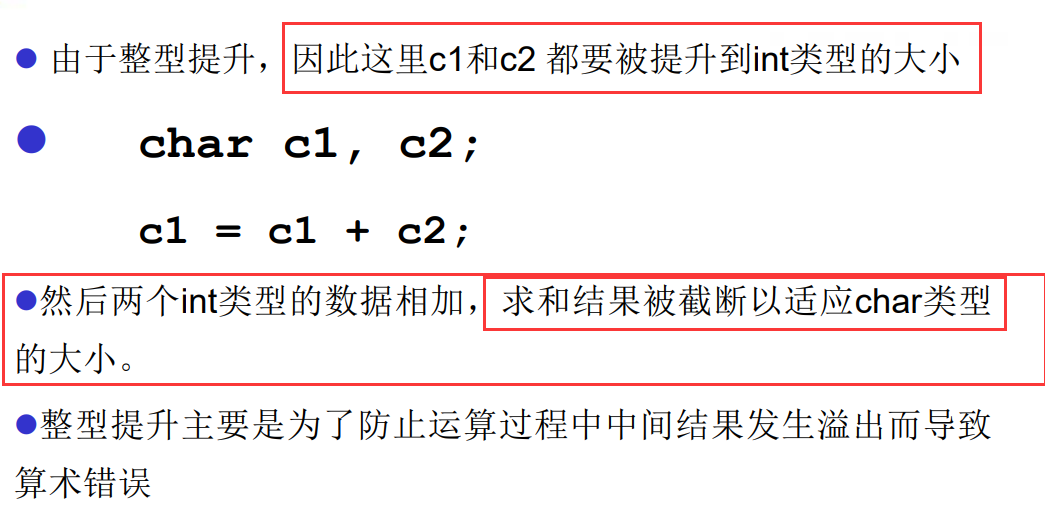 ●由于整型提升，因此这里c1和c2 都要被提升到int类型的大小
● char c1, c2;
c1 = c1 + c2;
●然后两个int类型的数据相加，求和结果被截断以适应char类型
的大小。
●整型提升主要是为了防止运算过程中中间结果发生溢出而导致
算术错误